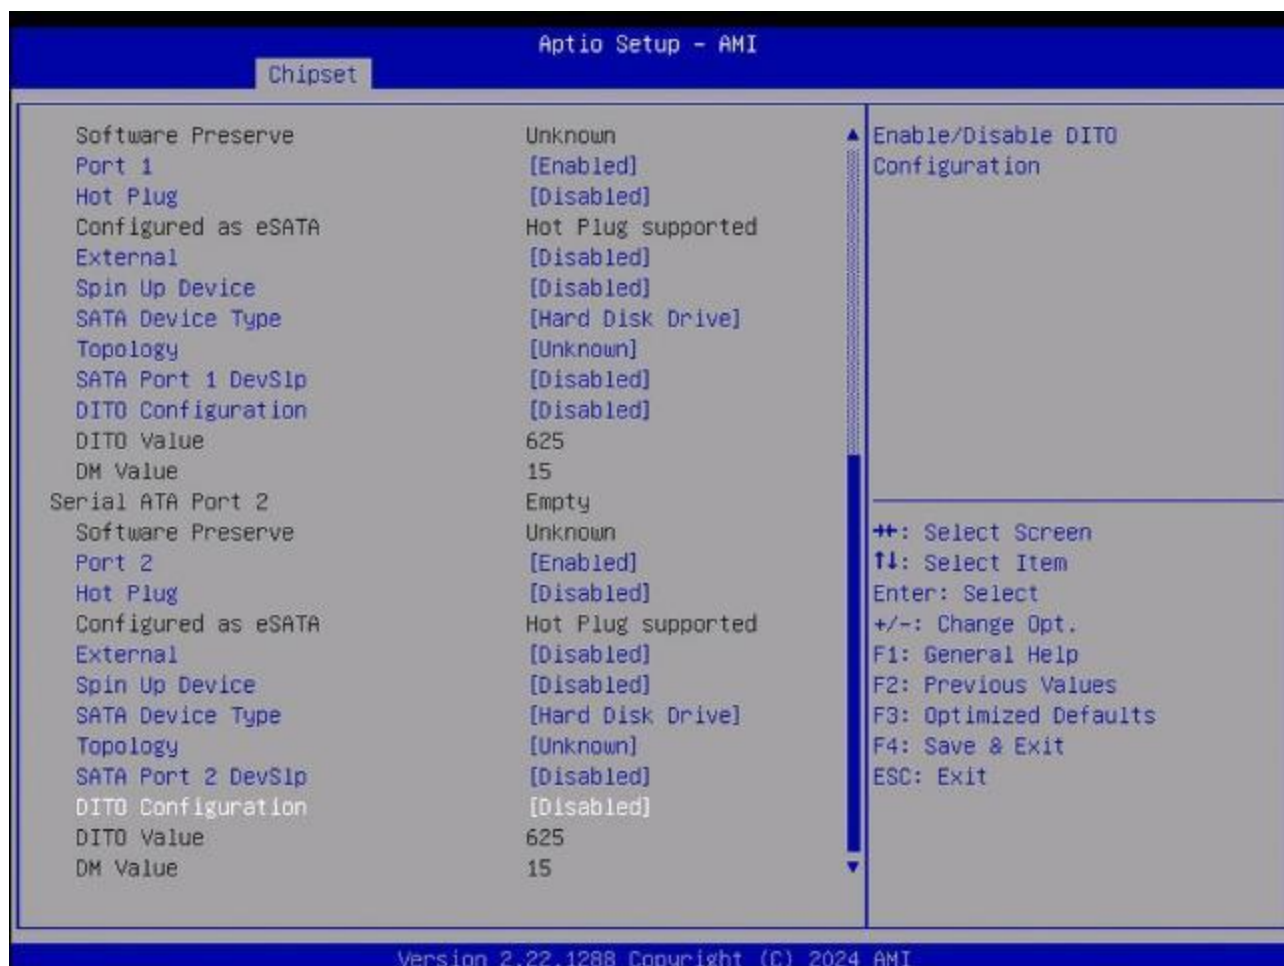 Aptio Setup – AMI
Chipset
Software Preserve Unknown
Port 1 [Enabled]
Hot Plug [Disabled]
Configured as eSATA Hot Plug supported
External [Disabled]
Spin Up Device [Disabled]
SATA Device Type [Hard Disk Drive]
Topology [Unknown]
SATA Port 1 DevSlp [Disabled]
DITO Configuration [Disabled]
DITO Value 625
DM Value 15
Serial ATA Port 2 Empty
Software Preserve Unknown
Port 2 [Enabled]
Hot Plug [Disabled]
Configured as eSATA Hot Plug supported
External [Disabled]
Spin Up Device [Disabled]
SATA Device Type [Hard Disk Drive]
Topology [Unknown]
SATA Port 2 DevSlp [Disabled]
DITO Configuration [Disabled]
DITO Value 625
DM Value 15
Enable/Disable DITO
Configuration
→←: Select Screen
↑↓: Select Item
Enter: Select
+/-: Change Opt.
F1: General Help
F2: Previous Values
F3: Optimized Defaults
F4: Save & Exit
ESC: Exit
Version 2.22.1288 Copyright (C) 2024 AMI